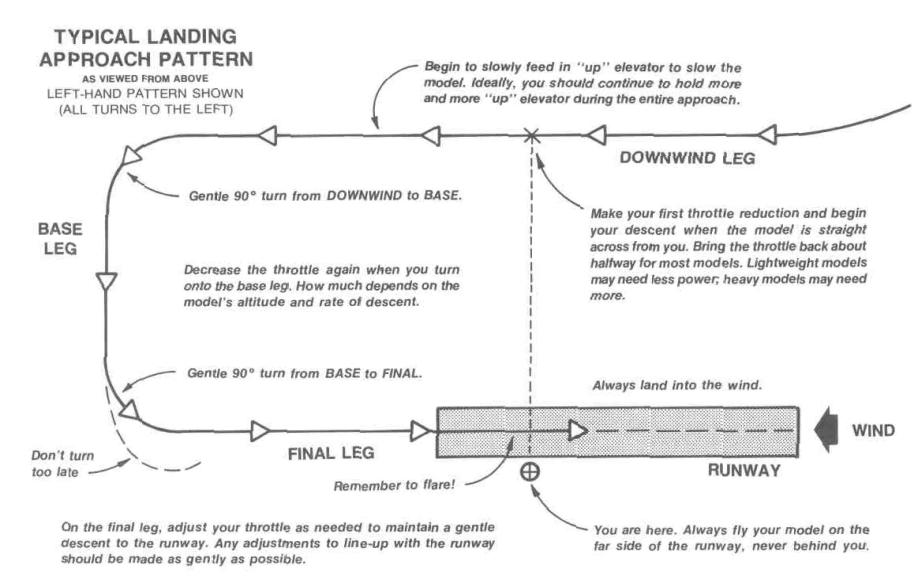 TYPICAL LANDING
APPROACH PATTERN
AS VIEWED FROM ABOVE
LEFT-HAND PATTERN SHOWN
(ALL TURNS TO THE LEFT)
Begin to slowly feed in "up" elevator to slow the
model. Ideally, you should continue to hold more
and more "up" elevator during the entire approach.
DOWNWIND LEG
Gentle 90° turn from DOWNWIND to BASE.
BASE
LEG
Make your first throttle reduction and begin
your descent when the model is straight
across from you. Bring the throttle back about
halfway for most models. Lightweight models
may need less power; heavy models may need
more.
Decrease the throttle again when you turn
onto the base leg. How much depends on the
model's altitude and rate of descent.
Gentle 90° turn from BASE to FINAL.
Always land into the wind.
WIND
FINAL LEG
RUNWAY
Don't turn
too late
Remember to flare!
On the final leg, adjust your throttle as needed to maintain a gentle
descent to the runway. Any adjustments to line-up with the runway
should be made as gently as possible.
You are here. Always fly your model on the
far side of the runway, never behind you.